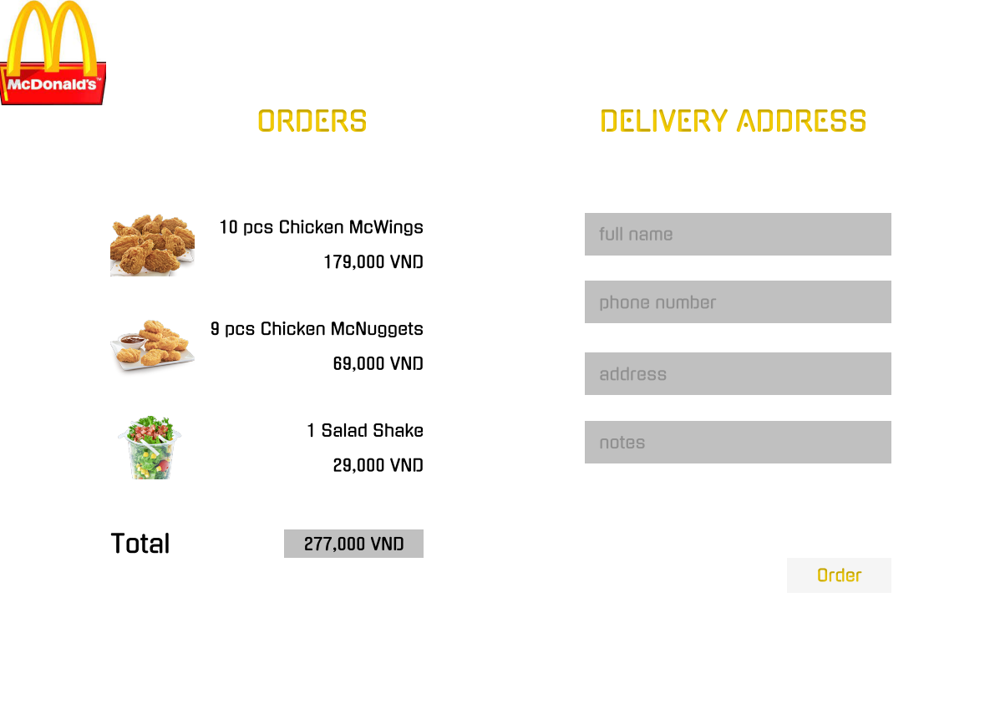 McDonald's™
ORDERS
10 pcs Chicken McWings
179,000 VND
9 pcs Chicken McNuggets
69,000 VND
1 Salad Shake
29,000 VND
Total
277,000 VND
DELIVERY ADDRESS
full name
phone number
address
notes
Order